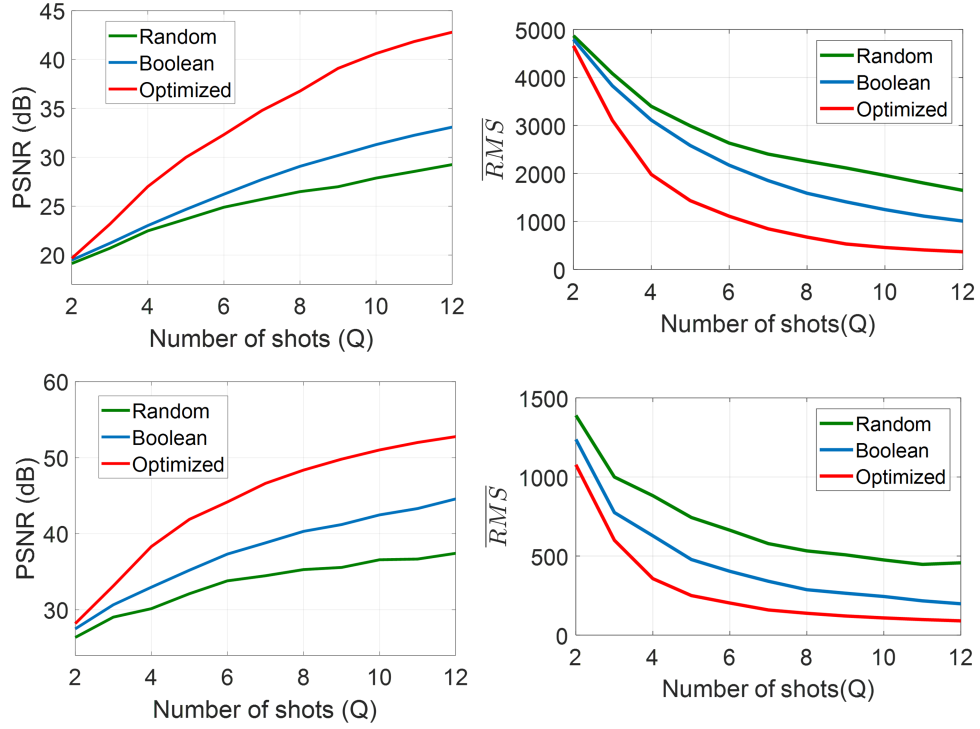 45
40
35
30
25
20
PSNR (dB)
Random
Boolean
Optimized
2 4 6 8 10 12
Number of shots (Q)
5000
4000
3000
2000
1000
0
RMS
Random
Boolean
Optimized
2 4 6 8 10 12
Number of shots(Q)
60
50
40
30
PSNR (dB)
Random
Boolean
Optimized
2 4 6 8 10 12
Number of shots (Q)
1500
1000
500
0
RMS
Random
Boolean
Optimized
2 4 6 8 10 12
Number of shots(Q)